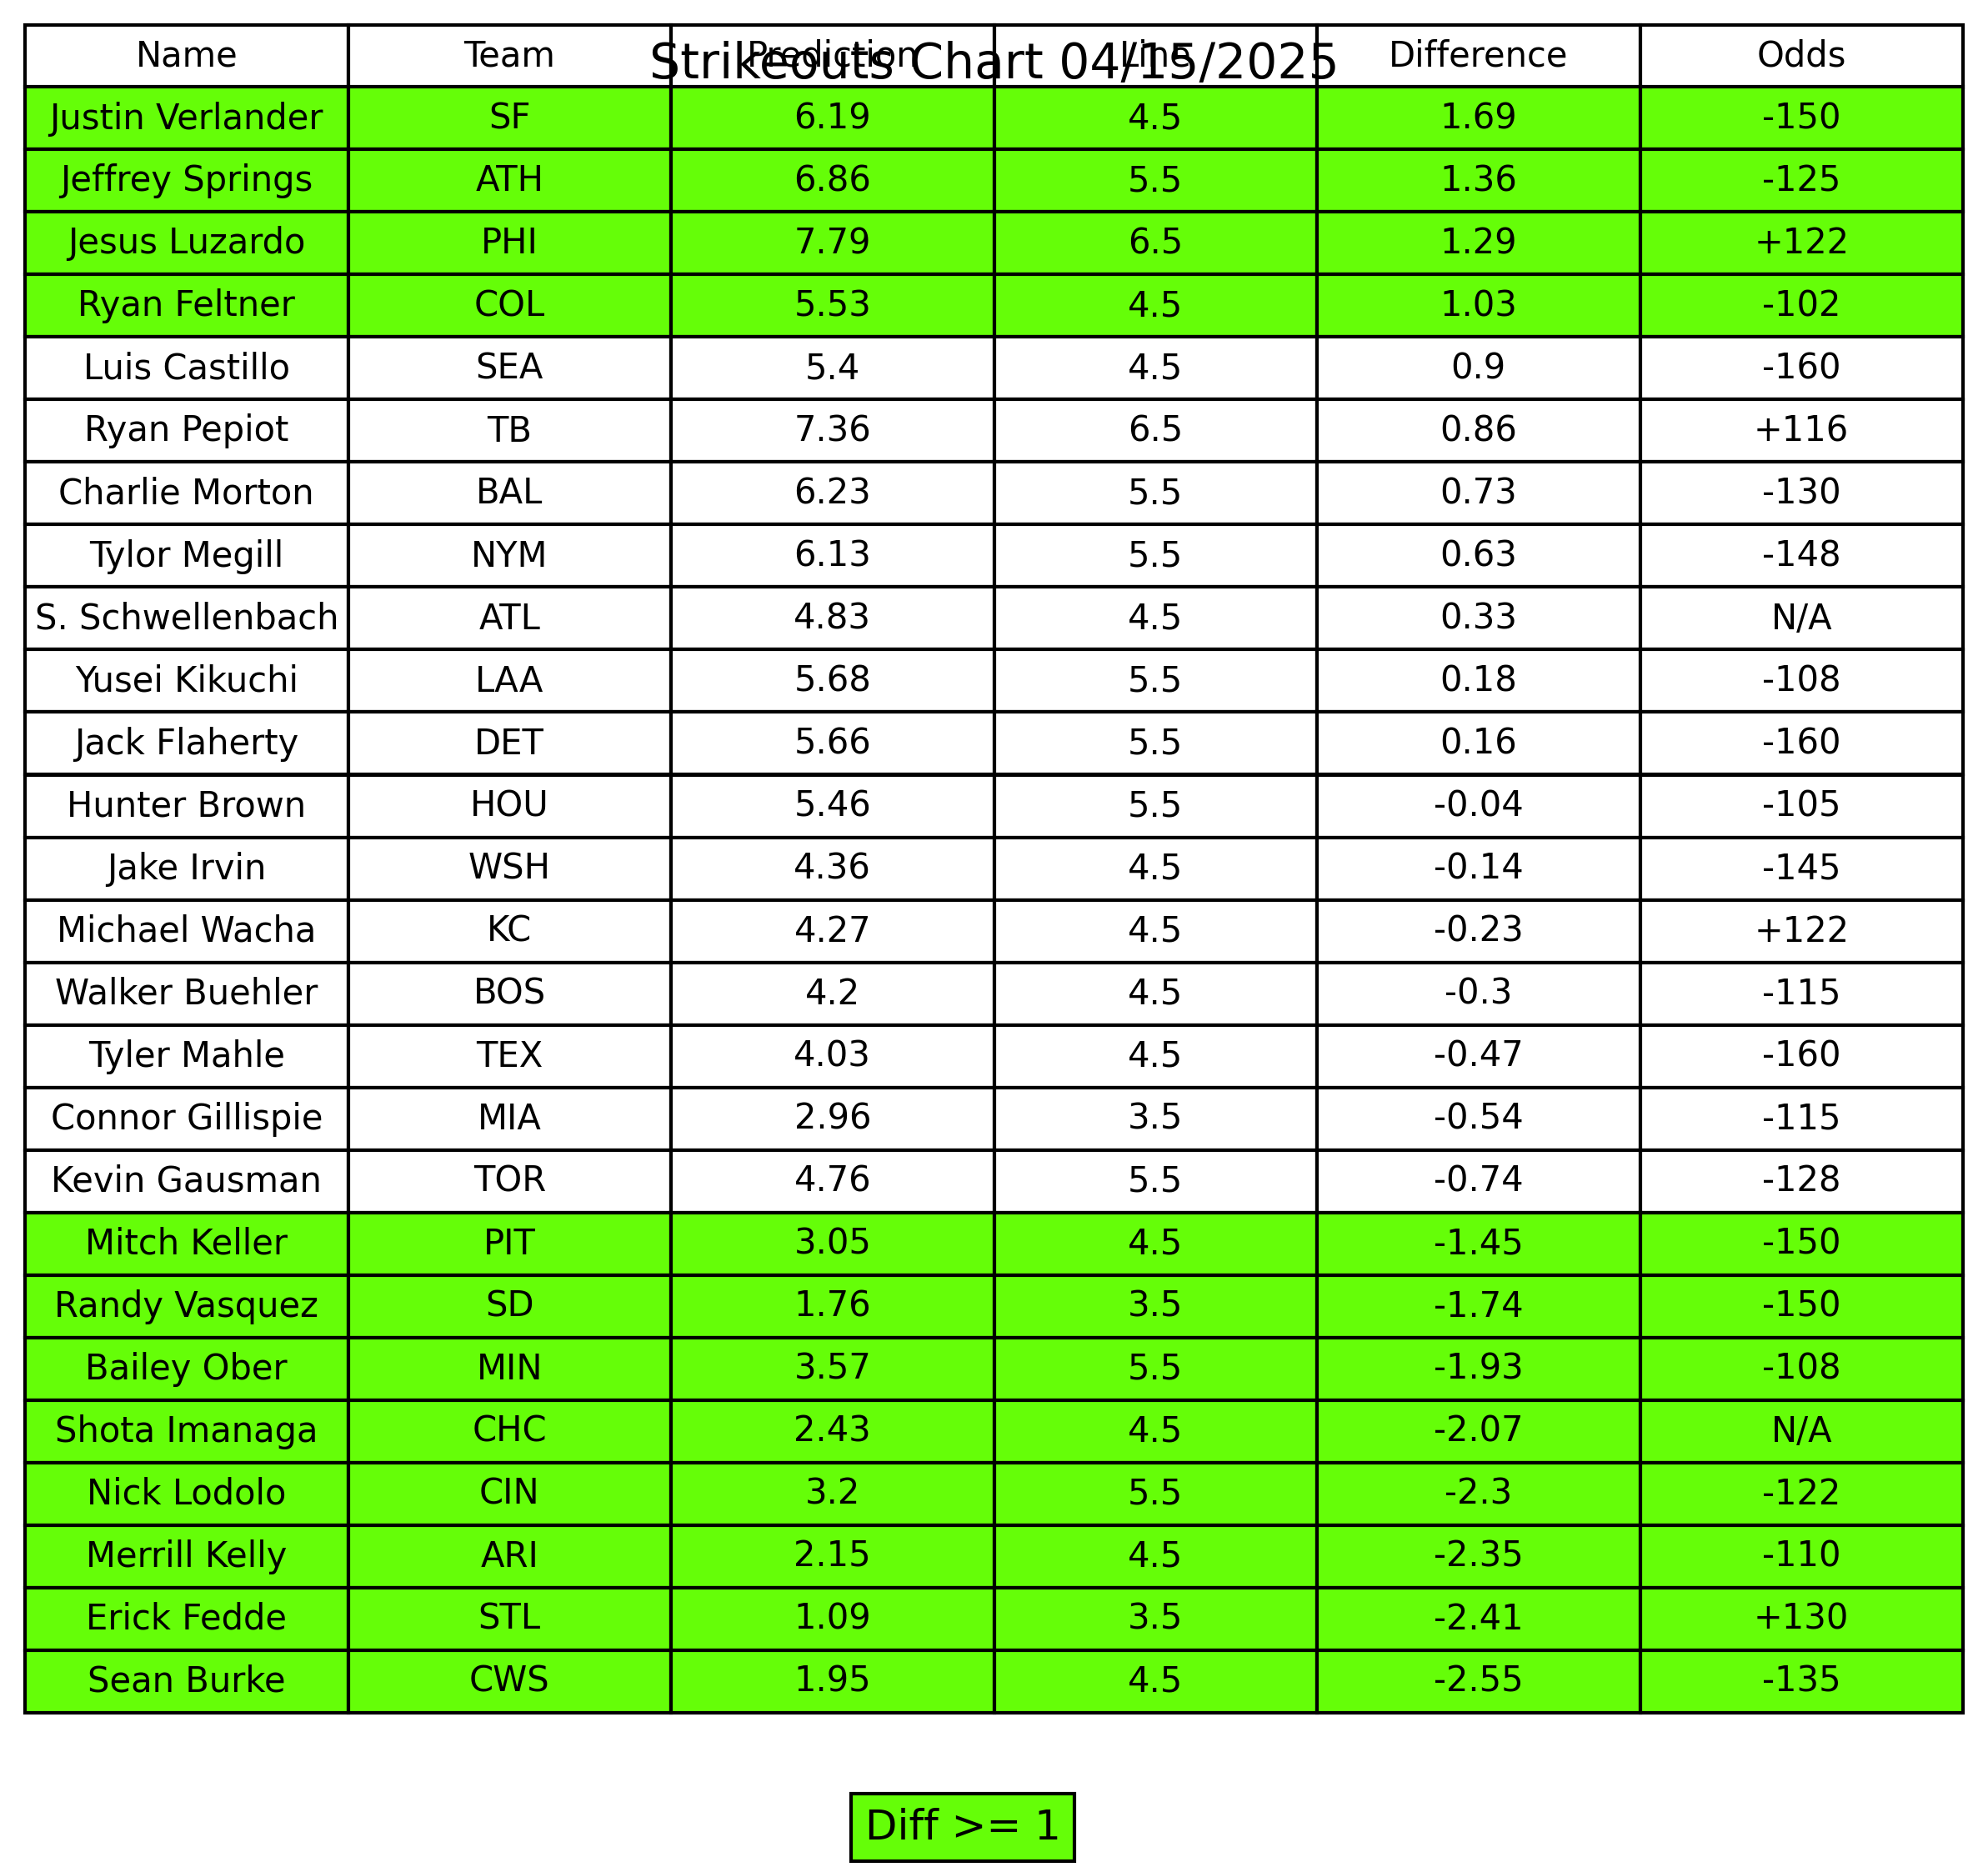 Strikeouts Chart 04/15/2025
Name Team Prediction Line Difference Odds
Justin Verlander SF 6.19 4.5 1.69 -150
Jeffrey Springs ATH 6.86 5.5 1.36 -125
Jesus Luzardo PHI 7.79 6.5 1.29 +122
Ryan Feltner COL 5.53 4.5 1.03 -102
Luis Castillo SEA 5.4 4.5 0.9 -160
Ryan Pepiot TB 7.36 6.5 0.86 +116
Charlie Morton BAL 6.23 5.5 0.73 -130
Tylor Megill NYM 6.13 5.5 0.63 -148
S. Schwellenbach ATL 4.83 4.5 0.33 N/A
Yusei Kikuchi LAA 5.68 5.5 0.18 -108
Jack Flaherty DET 5.66 5.5 0.16 -160
Hunter Brown HOU 5.46 5.5 -0.04 -105
Jake Irvin WSH 4.36 4.5 -0.14 -145
Michael Wacha KC 4.27 4.5 -0.23 +122
Walker Buehler BOS 4.2 4.5 -0.3 -115
Tyler Mahle TEX 4.03 4.5 -0.47 -160
Connor Gillispie MIA 2.96 3.5 -0.54 -115
Kevin Gausman TOR 4.76 5.5 -0.74 -128
Mitch Keller PIT 3.05 4.5 -1.45 -150
Randy Vasquez SD 1.76 3.5 -1.74 -150
Bailey Ober MIN 3.57 5.5 -1.93 -108
Shota Imanaga CHC 2.43 4.5 -2.07 N/A
Nick Lodolo CIN 3.2 5.5 -2.3 -122
Merrill Kelly ARI 2.15 4.5 -2.35 -110
Erick Fedde STL 1.09 3.5 -2.41 +130
Sean Burke CWS 1.95 4.5 -2.55 -135
Diff >= 1